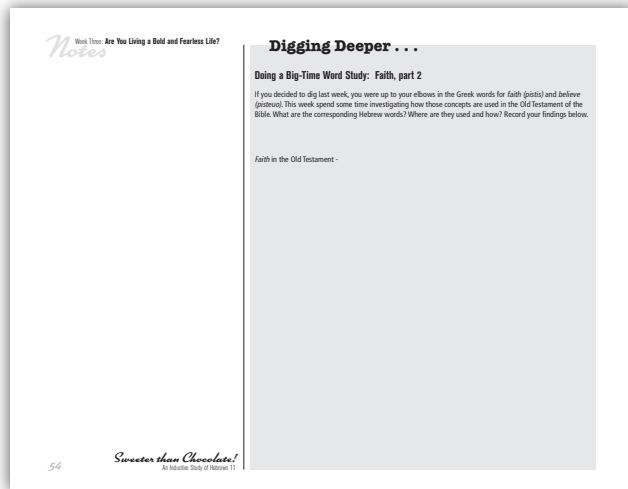 Notes
Week Three: Are You Living a Bold and Fearless Life?
Digging Deeper . . .
Doing a Big-Time Word Study: Faith, part 2
If you decided to dig last week, you were up to your elbows in the Greek words for faith (pistis) and believe
(pisteuo). This week spend some time investigating how those concepts are used in the Old Testament of the
Bible. What are the corresponding Hebrew words? Where are they used and how? Record your findings below.
Faith in the Old Testament -
54
Sweeter than Chocolate!
An Inductive Study of Hebrews 11